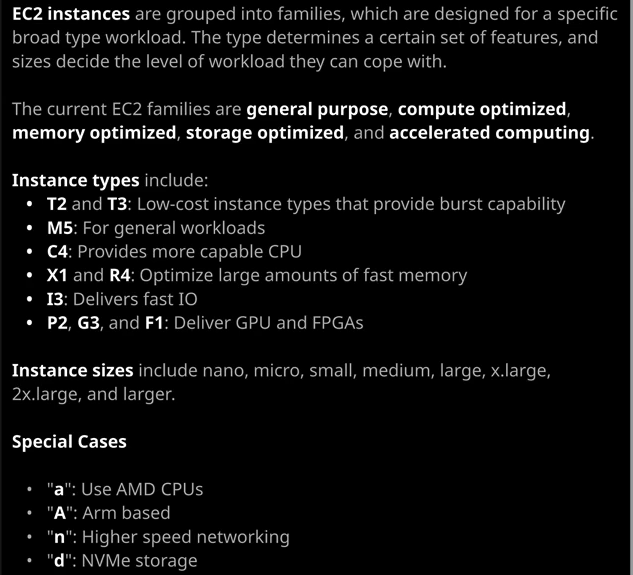 EC2 instances are grouped into families, which are designed for a specific
broad type workload. The type determines a certain set of features, and
sizes decide the level of workload they can cope with.
The current EC2 families are general purpose, compute optimized,
memory optimized, storage optimized, and accelerated computing.
Instance types include:
• T2 and T3: Low-cost instance types that provide burst capability
• M5: For general workloads
• C4: Provides more capable CPU
• X1 and R4: Optimize large amounts of fast memory
• I3: Delivers fast IO
• P2, G3, and F1: Deliver GPU and FPGAs
Instance sizes include nano, micro, small, medium, large, x.large,
2x.large, and larger.
Special Cases
• "a": Use AMD CPUs
• "A": Arm based
• "n": Higher speed networking
• "d": NVMe storage